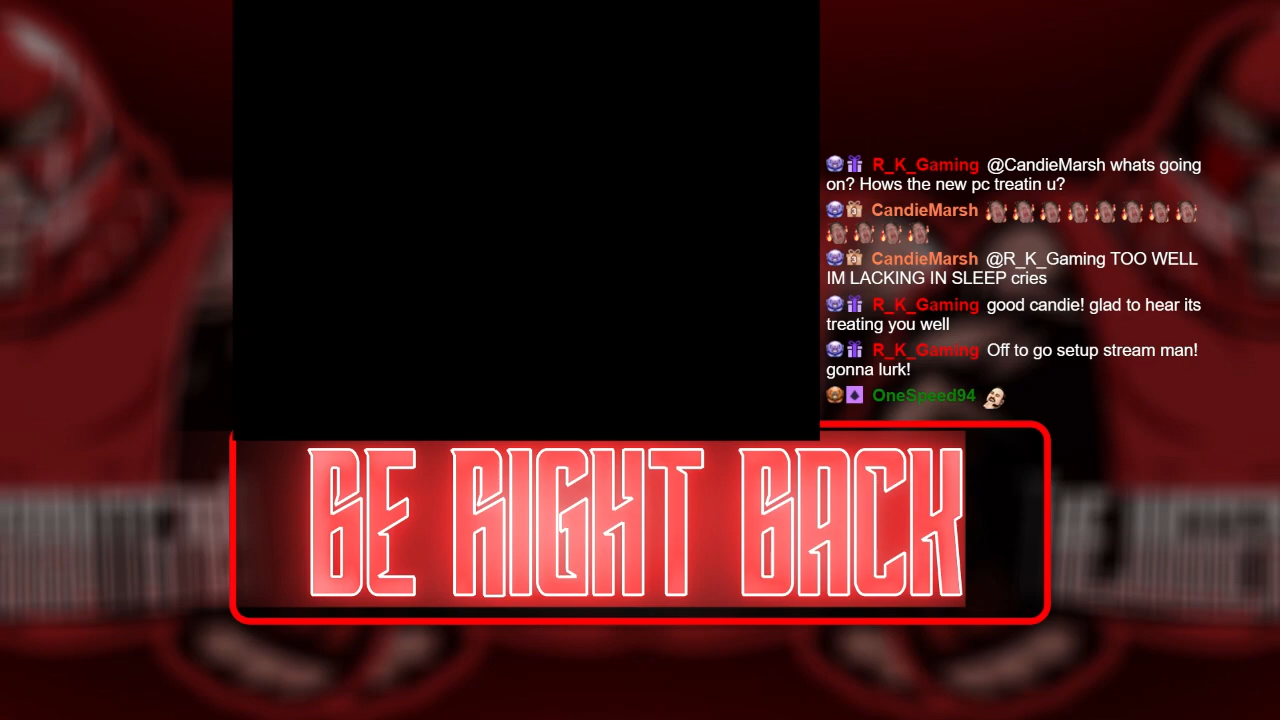 R_K_Gaming @CandieMarsh whats going
on? Hows the new pc treatin u?
CandieMarsh
CandieMarsh @R_K_Gaming TOO WELL
IM LACKING IN SLEEP cries
R_K_Gaming good candie! glad to hear its
treating you well
R_K_Gaming Off to go setup stream man!
gonna lurk!
OneSpeed94
BE RIGHT BACK